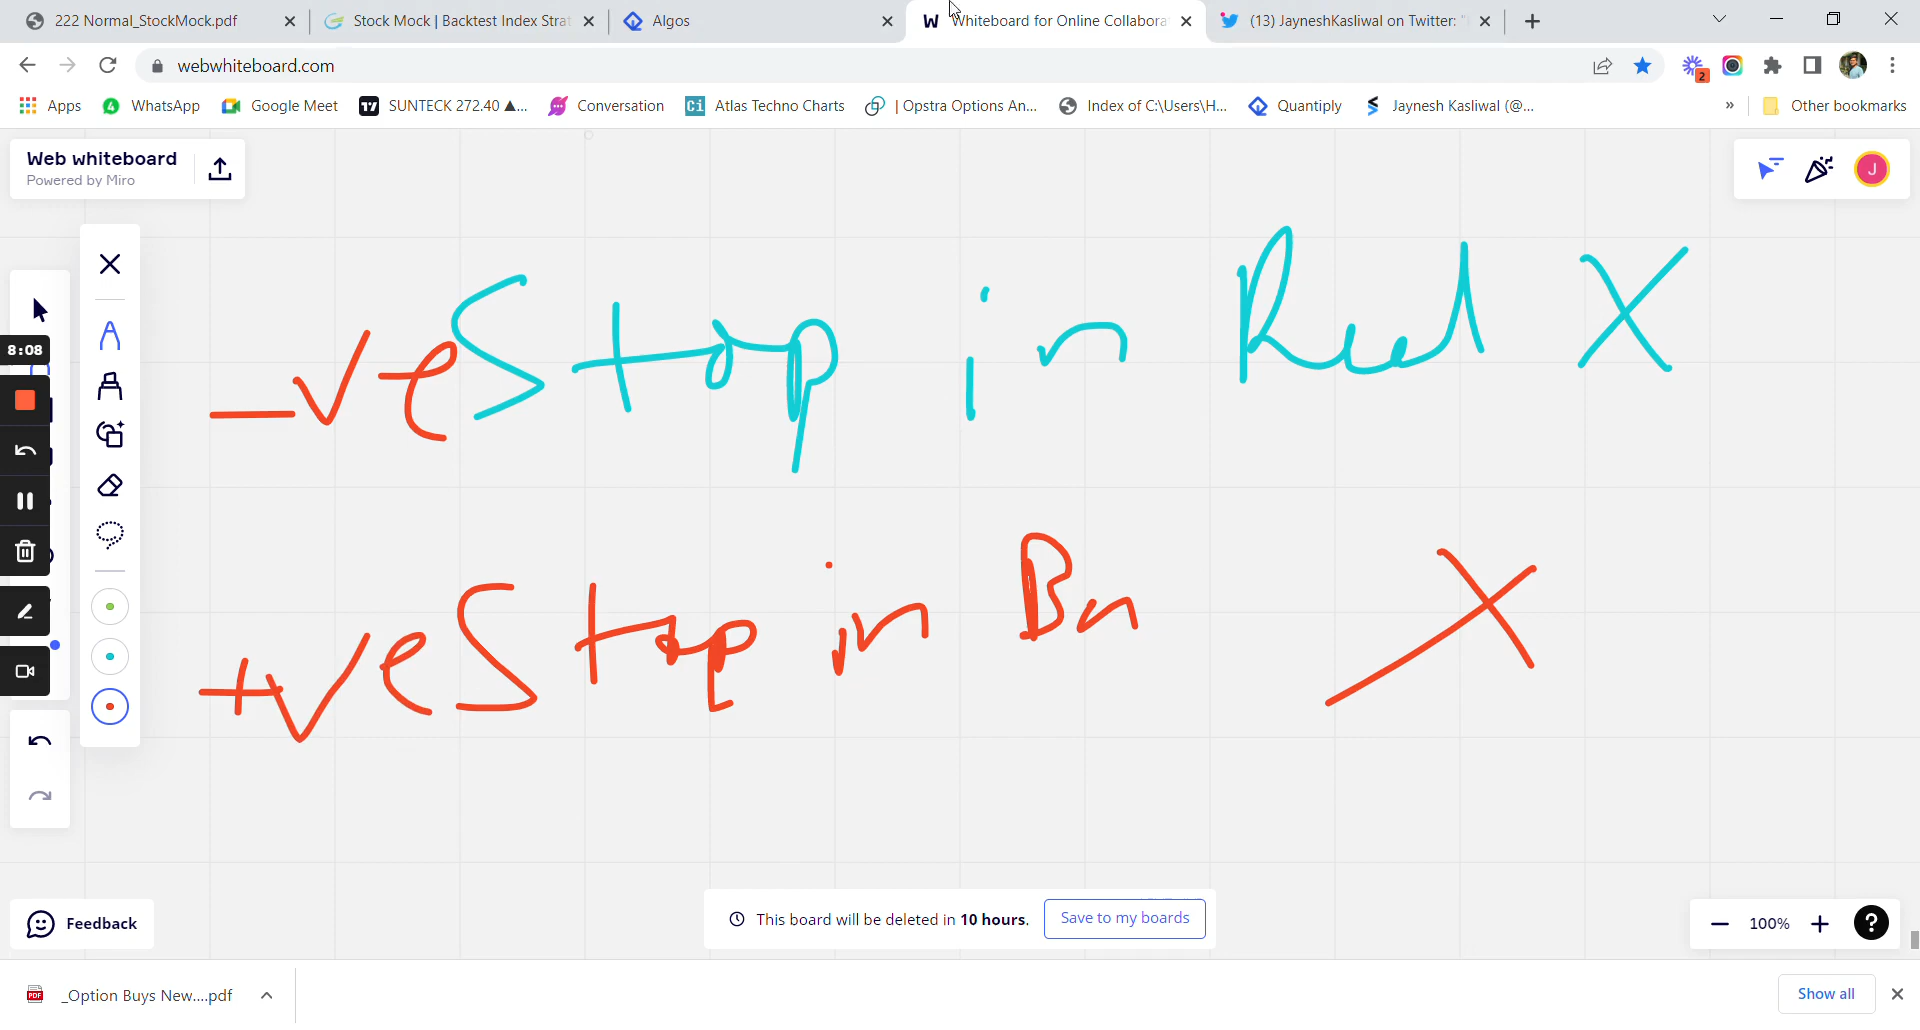 222 Normal_StockMock.pdf
Stock Mock | Backtest Index Strat
Algos
Whiteboard for Online Collabora
(13) JayneshKasliwal on Twitter: "
webwhiteboard.com
2
Apps
WhatsApp
Google Meet
SUNTECK 272.40 ▲...
Conversation
Atlas Techno Charts
| Opstra Options An...
Index of C:\Users\H...
Quantiply
Jaynesh Kasliwal (@...
»
Other bookmarks
Web whiteboard
Powered by Miro
J
8:08
-ve Stop in Real X
+ve Stop in Bn X
Feedback
This board will be deleted in 10 hours.
Save to my boards
100%
?
_Option Buys New....pdf
Show all